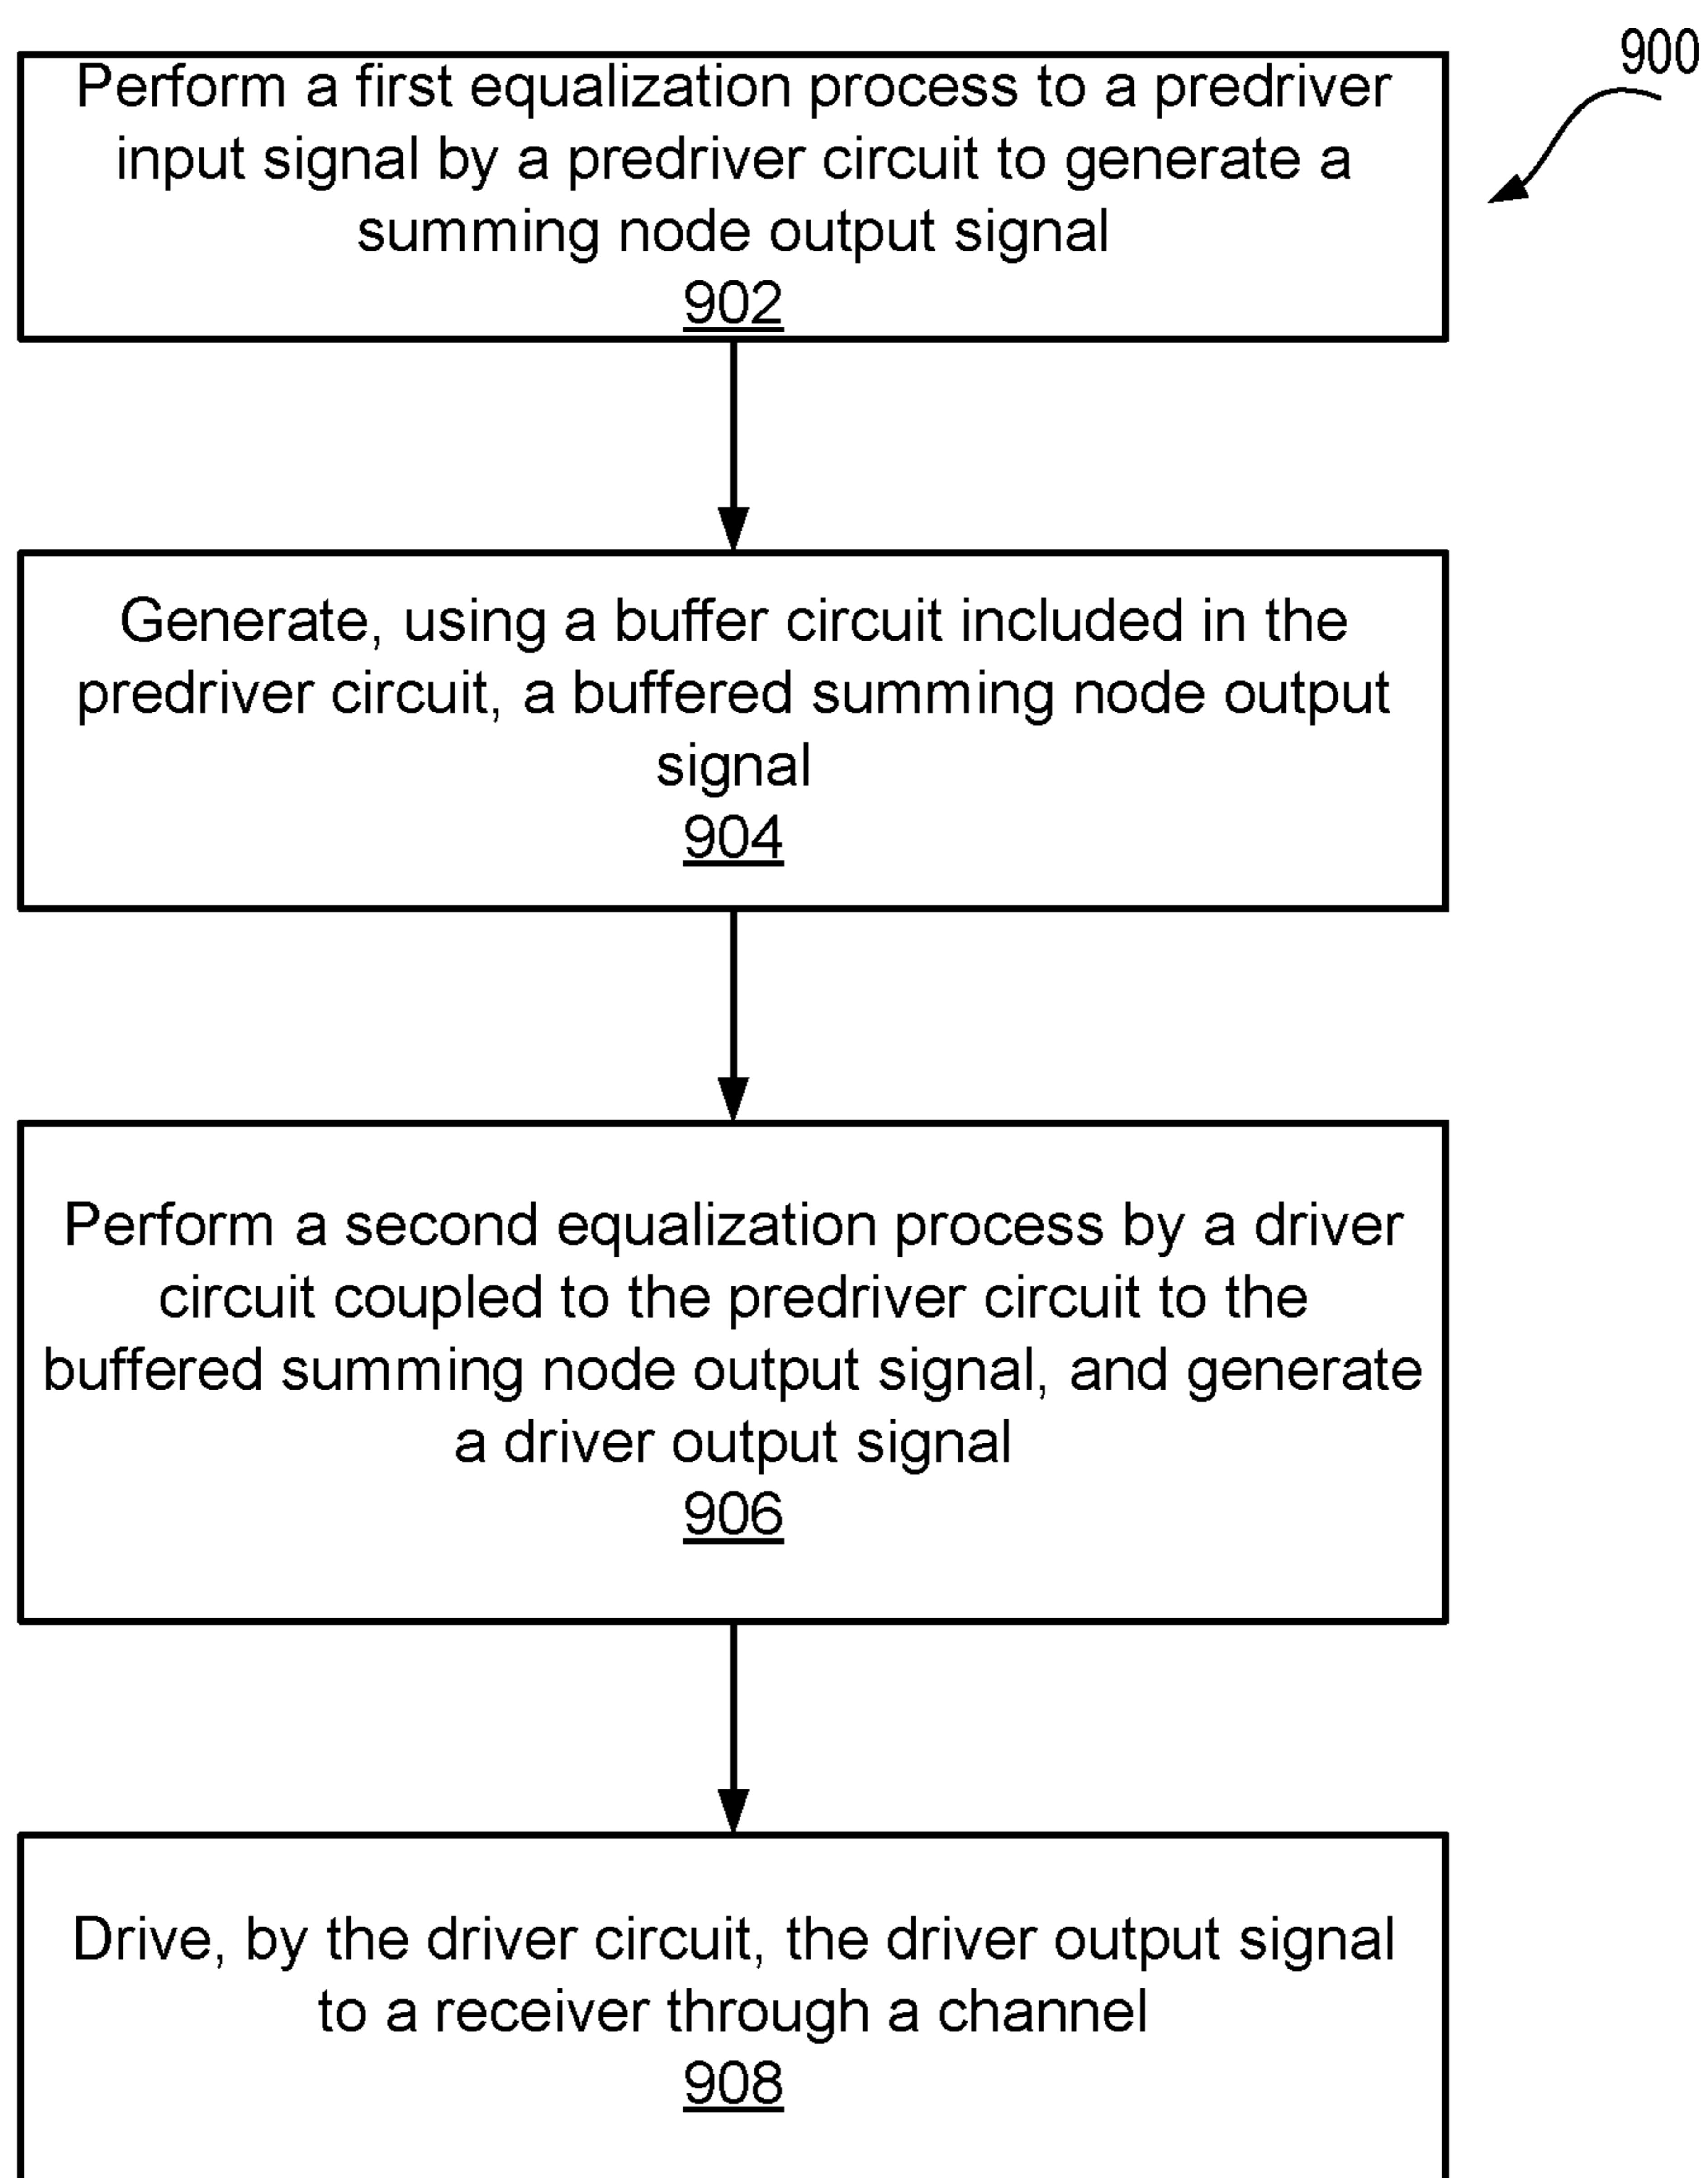 900
Perform a first equalization process to a predriver
input signal by a predriver circuit to generate a
summing node output signal
902
Generate, using a buffer circuit included in the
predriver circuit, a buffered summing node output
signal
904
Perform a second equalization process by a driver
circuit coupled to the predriver circuit to the
buffered summing node output signal, and generate
a driver output signal
906
Drive, by the driver circuit, the driver output signal
to a receiver through a channel
908